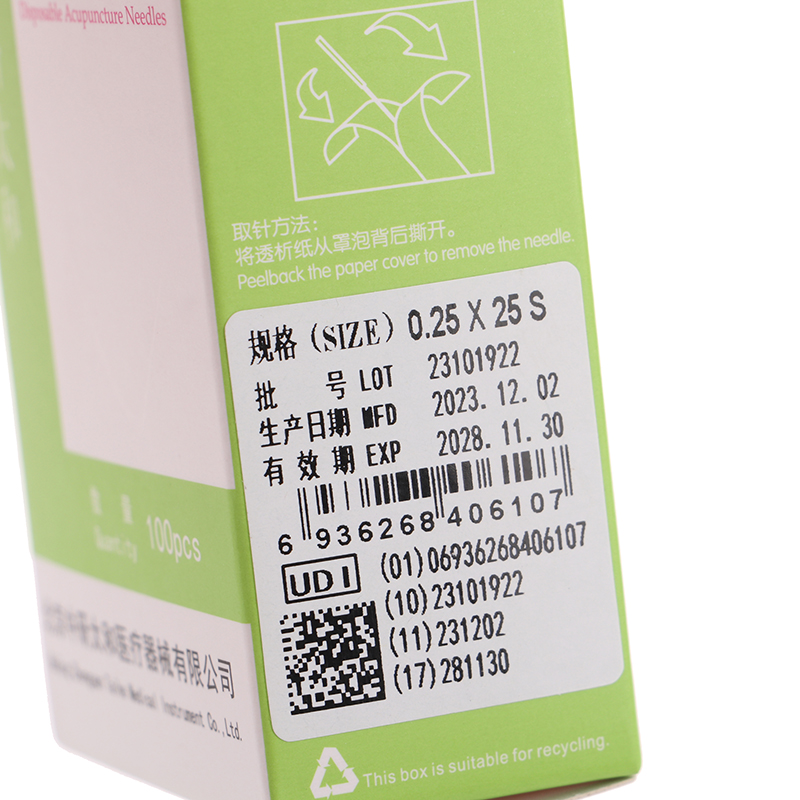 Disposable Acupuncture Needles
取针方法：
将透析纸从罩泡背后撕开。
Peelback the paper cover to remove the needle.
规格（SIZE）0.25 X 25 S
批 号 LOT 23101922
生产日期 MFD 2023. 12. 02
有 效 期 EXP 2028. 11. 30
6 936268 406107
UDI
(01)06936268406107
(10)23101922
(11)231202
(17)281130
数 量
Quantity 100pcs
医疗器械有限公司
Medical Instrument Co.,Ltd.
This box is suitable for recycling.